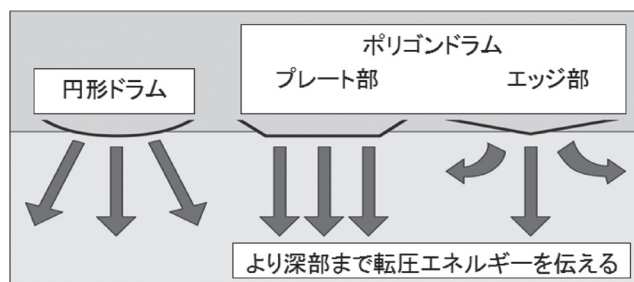 円形ドラム
ポリゴンドラム
プレート部
エッジ部
より深部まで転圧エネルギーを伝える